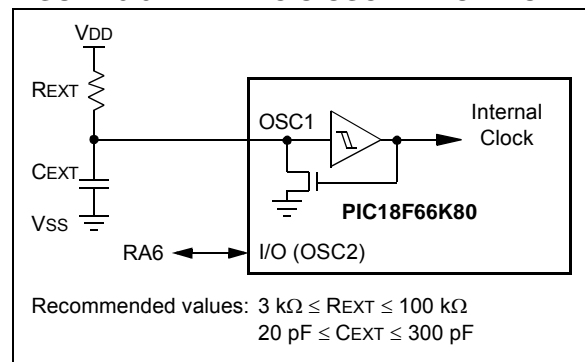 VDD
REXT
OSC1
Internal
Clock
CEXT
PIC18F66K80
VSS
RA6
I/O (OSC2)
Recommended values: 3 kΩ ≤ REXT ≤ 100 kΩ
20 pF ≤ CEXT ≤ 300 pF